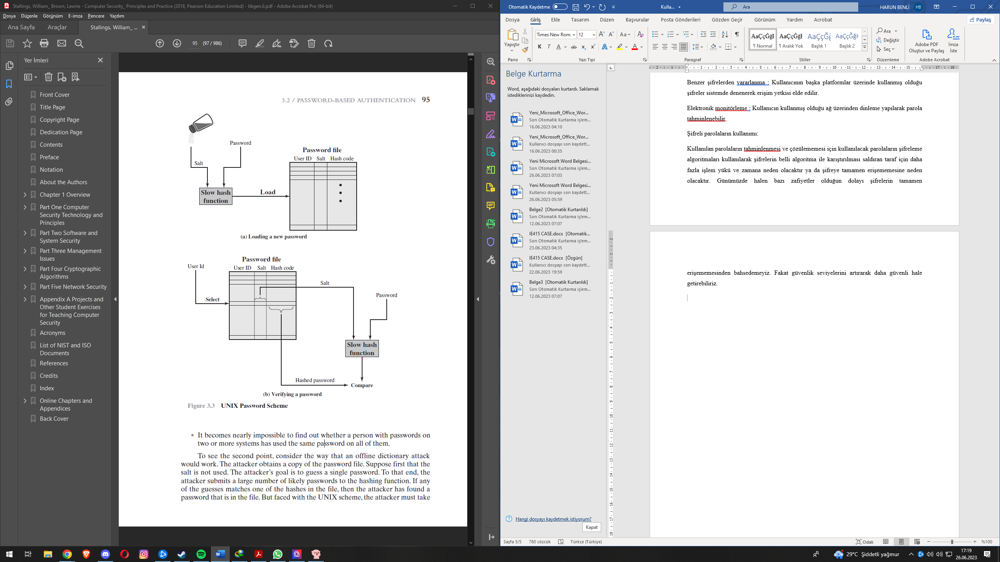 Stallings, William_ Brown, Lawrie - Computer Security_ Principles and Practice (2018, Pearson Education Limited) - libgen.li.pdf - Adobe Acrobat Pro (64-bit)
Dosya Düzenle Görünüm E-imza Pencere Yardım
Ana Sayfa Araçlar Stallings, William_ ... ×
95 (97 / 986)
Yer İmleri
Front Cover
Title Page
Copyright Page
Dedication Page
Contents
Preface
Notation
About the Authors
Chapter 1 Overview
Part One Computer
Security Technology and
Principles
Part Two Software and
System Security
Part Three Management
Issues
Part Four Cryptographic
Algorithms
Part Five Network Security
Appendix A Projects and
Other Student Exercises
for Teaching Computer
Security
Acronyms
List of NIST and ISO
Documents
References
Credits
Index
Online Chapters and
Appendices
Back Cover
3.2 / PASSWORD-BASED AUTHENTICATION 95
Password
Salt
Password file
User ID Salt Hash code
Slow hash
function
Load
(a) Loading a new password
Password file
User Id
User ID Salt Hash code
Salt
Select
Password
Slow hash
function
Hashed password
Compare
(b) Verifying a password
Figure 3.3 UNIX Password Scheme
• It becomes nearly impossible to find out whether a person with passwords on
two or more systems has used the same password on all of them.
To see the second point, consider the way that an offline dictionary attack
would work. The attacker obtains a copy of the password file. Suppose first that the
salt is not used. The attacker's goal is to guess a single password. To that end, the
attacker submits a large number of likely passwords to the hashing function. If any
of the guesses matches one of the hashes in the file, then the attacker has found a
password that is in the file. But faced with the UNIX scheme, the attacker must take
Otomatik Kaydetme Kulla... Ara HARUN BENLİ HB
Dosya Giriş Ekle Tasarım Düzen Başvurular Posta Gönderileri Gözden Geçir Görünüm Yardım Acrobat Paylaş
Yapıştır
Times New Rom 12
K T A ab x₂ x²
Aa
AaÇçĞğH AaÇçĞğH AaÇçĞğ AaÇçĞğH
¶ Normal ¶ Aralık Yok Başlık 1 Başlık 2
Ara
Değiştir
Seç
Adobe PDF
Oluştur ve Paylaş
İmza
İste
Pano Yazı Tipi Paragraf Stiller Düzenleme Adobe Acrobat
Belge Kurtarma
Word, aşağıdaki dosyaları kurtardı. Saklamak
istediklerinizi kaydedin.
Yeni_Microsoft_Office_Wor...
Son Otomatik Kurtarma işlem...
16.06.2023 04:10
Yeni_Microsoft_Office_Wor...
Kullanıcı dosyayı son kaydett...
16.06.2023 00:35
Yeni Microsoft Word Belgesi...
Son Otomatik Kurtarma işlem...
26.06.2023 07:03
Yeni Microsoft Word Belgesi...
Kullanıcı dosyayı son kaydett...
26.06.2023 05:59
Belge2 [Otomatik Kurtarıldı]
Son Otomatik Kurtarma işlem...
12.06.2023 07:07
IE415 CASE.docx [Otomatik...
Son Otomatik Kurtarma işlem...
23.06.2023 04:35
IE415 CASE.docx [Özgün]
Kullanıcı dosyayı son kaydett...
22.06.2023 19:59
Belge3 [Otomatik Kurtarıldı]
Son Otomatik Kurtarma işlem...
12.06.2023 07:07
Hangi dosyayı kaydetmek istiyorum?
Kapat
Benzer şifrelerden yararlanma : Kullanıcının başka platformlar üzerinde kullanmış olduğu
şifreler sistemde denenerek erişim yetkisi elde edilir.
Elektronik monitörleme : Kullanıcın kullanmış olduğu ağ üzerinden dinleme yapılarak parola
tahminlenebilir.
Şifreli parolaların kullanımı:
Kullanılan parolaların tahminlenmesi ve çözülememesi için kullanılacak parolaların şifreleme
algoritmaları kullanılarak şifrelerin belli algoritma ile karıştırılması saldıran taraf için daha
fazla işlem yükü ve zamana neden olacaktır ya da şifreye tamamen erişememesine neden
olacaktır. Günümüzde halen bazı zafiyetler olduğun dolayı şifrelerin tamamen
erişememesinden bahsedemeyiz. Fakat güvenlik seviyelerini artırarak daha güvenli hale
getirebiliriz.
Sayfa 5/5 780 sözcük Türkçe (Türkiye) Odak %100
29°C Şiddetli yağmur
17:19
26.06.2023